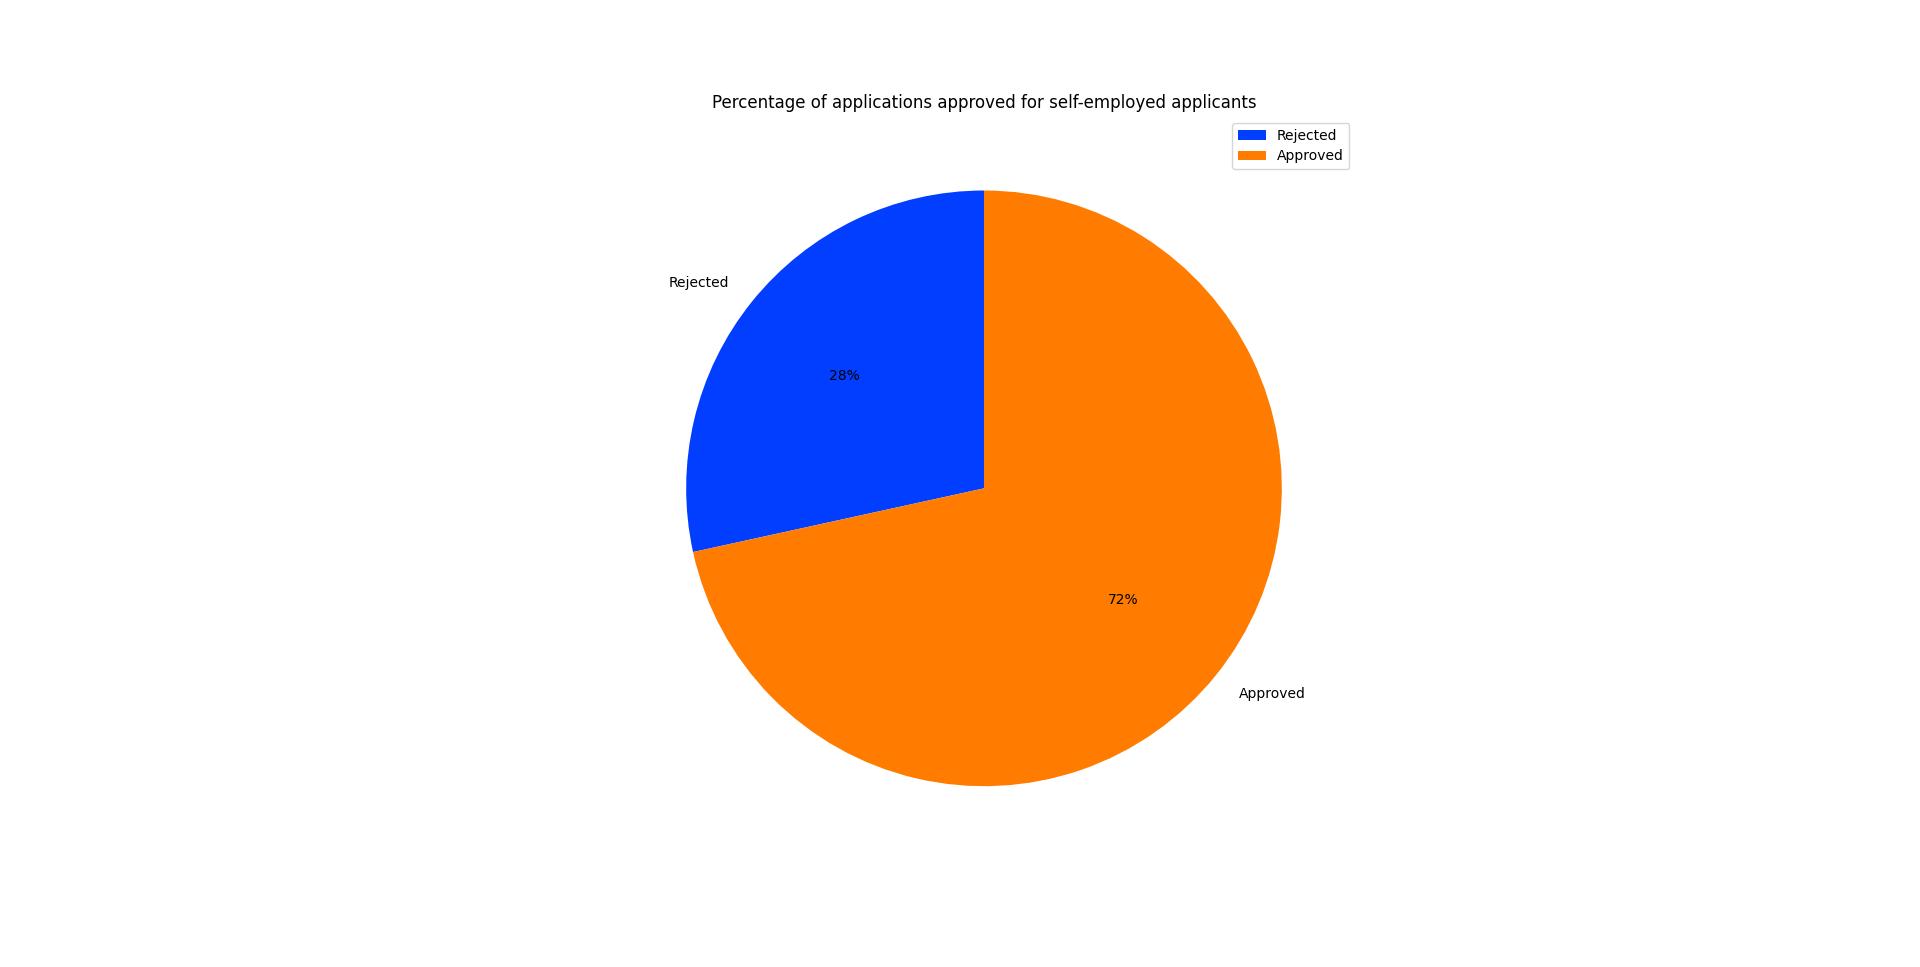 Percentage of applications approved for self-employed applicants
Rejected
Approved
Rejected
28%
72%
Approved